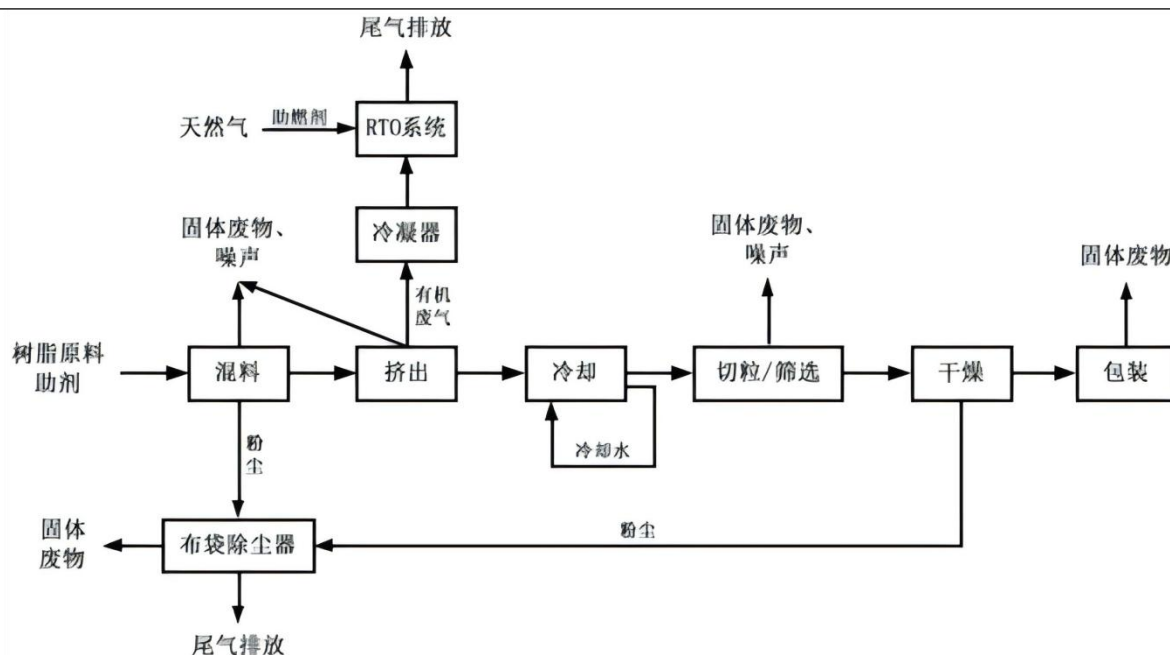 尾气排放
天然气
助燃剂
RTO系统
固体废物、
噪声
冷凝器
固体废物、
噪声
固体废物
有机
废气
树脂原料
助剂
混料
挤出
冷却
切粒/筛选
干燥
包装
冷却水
粉
尘
固体
废物
布袋除尘器
粉尘
尾气排放